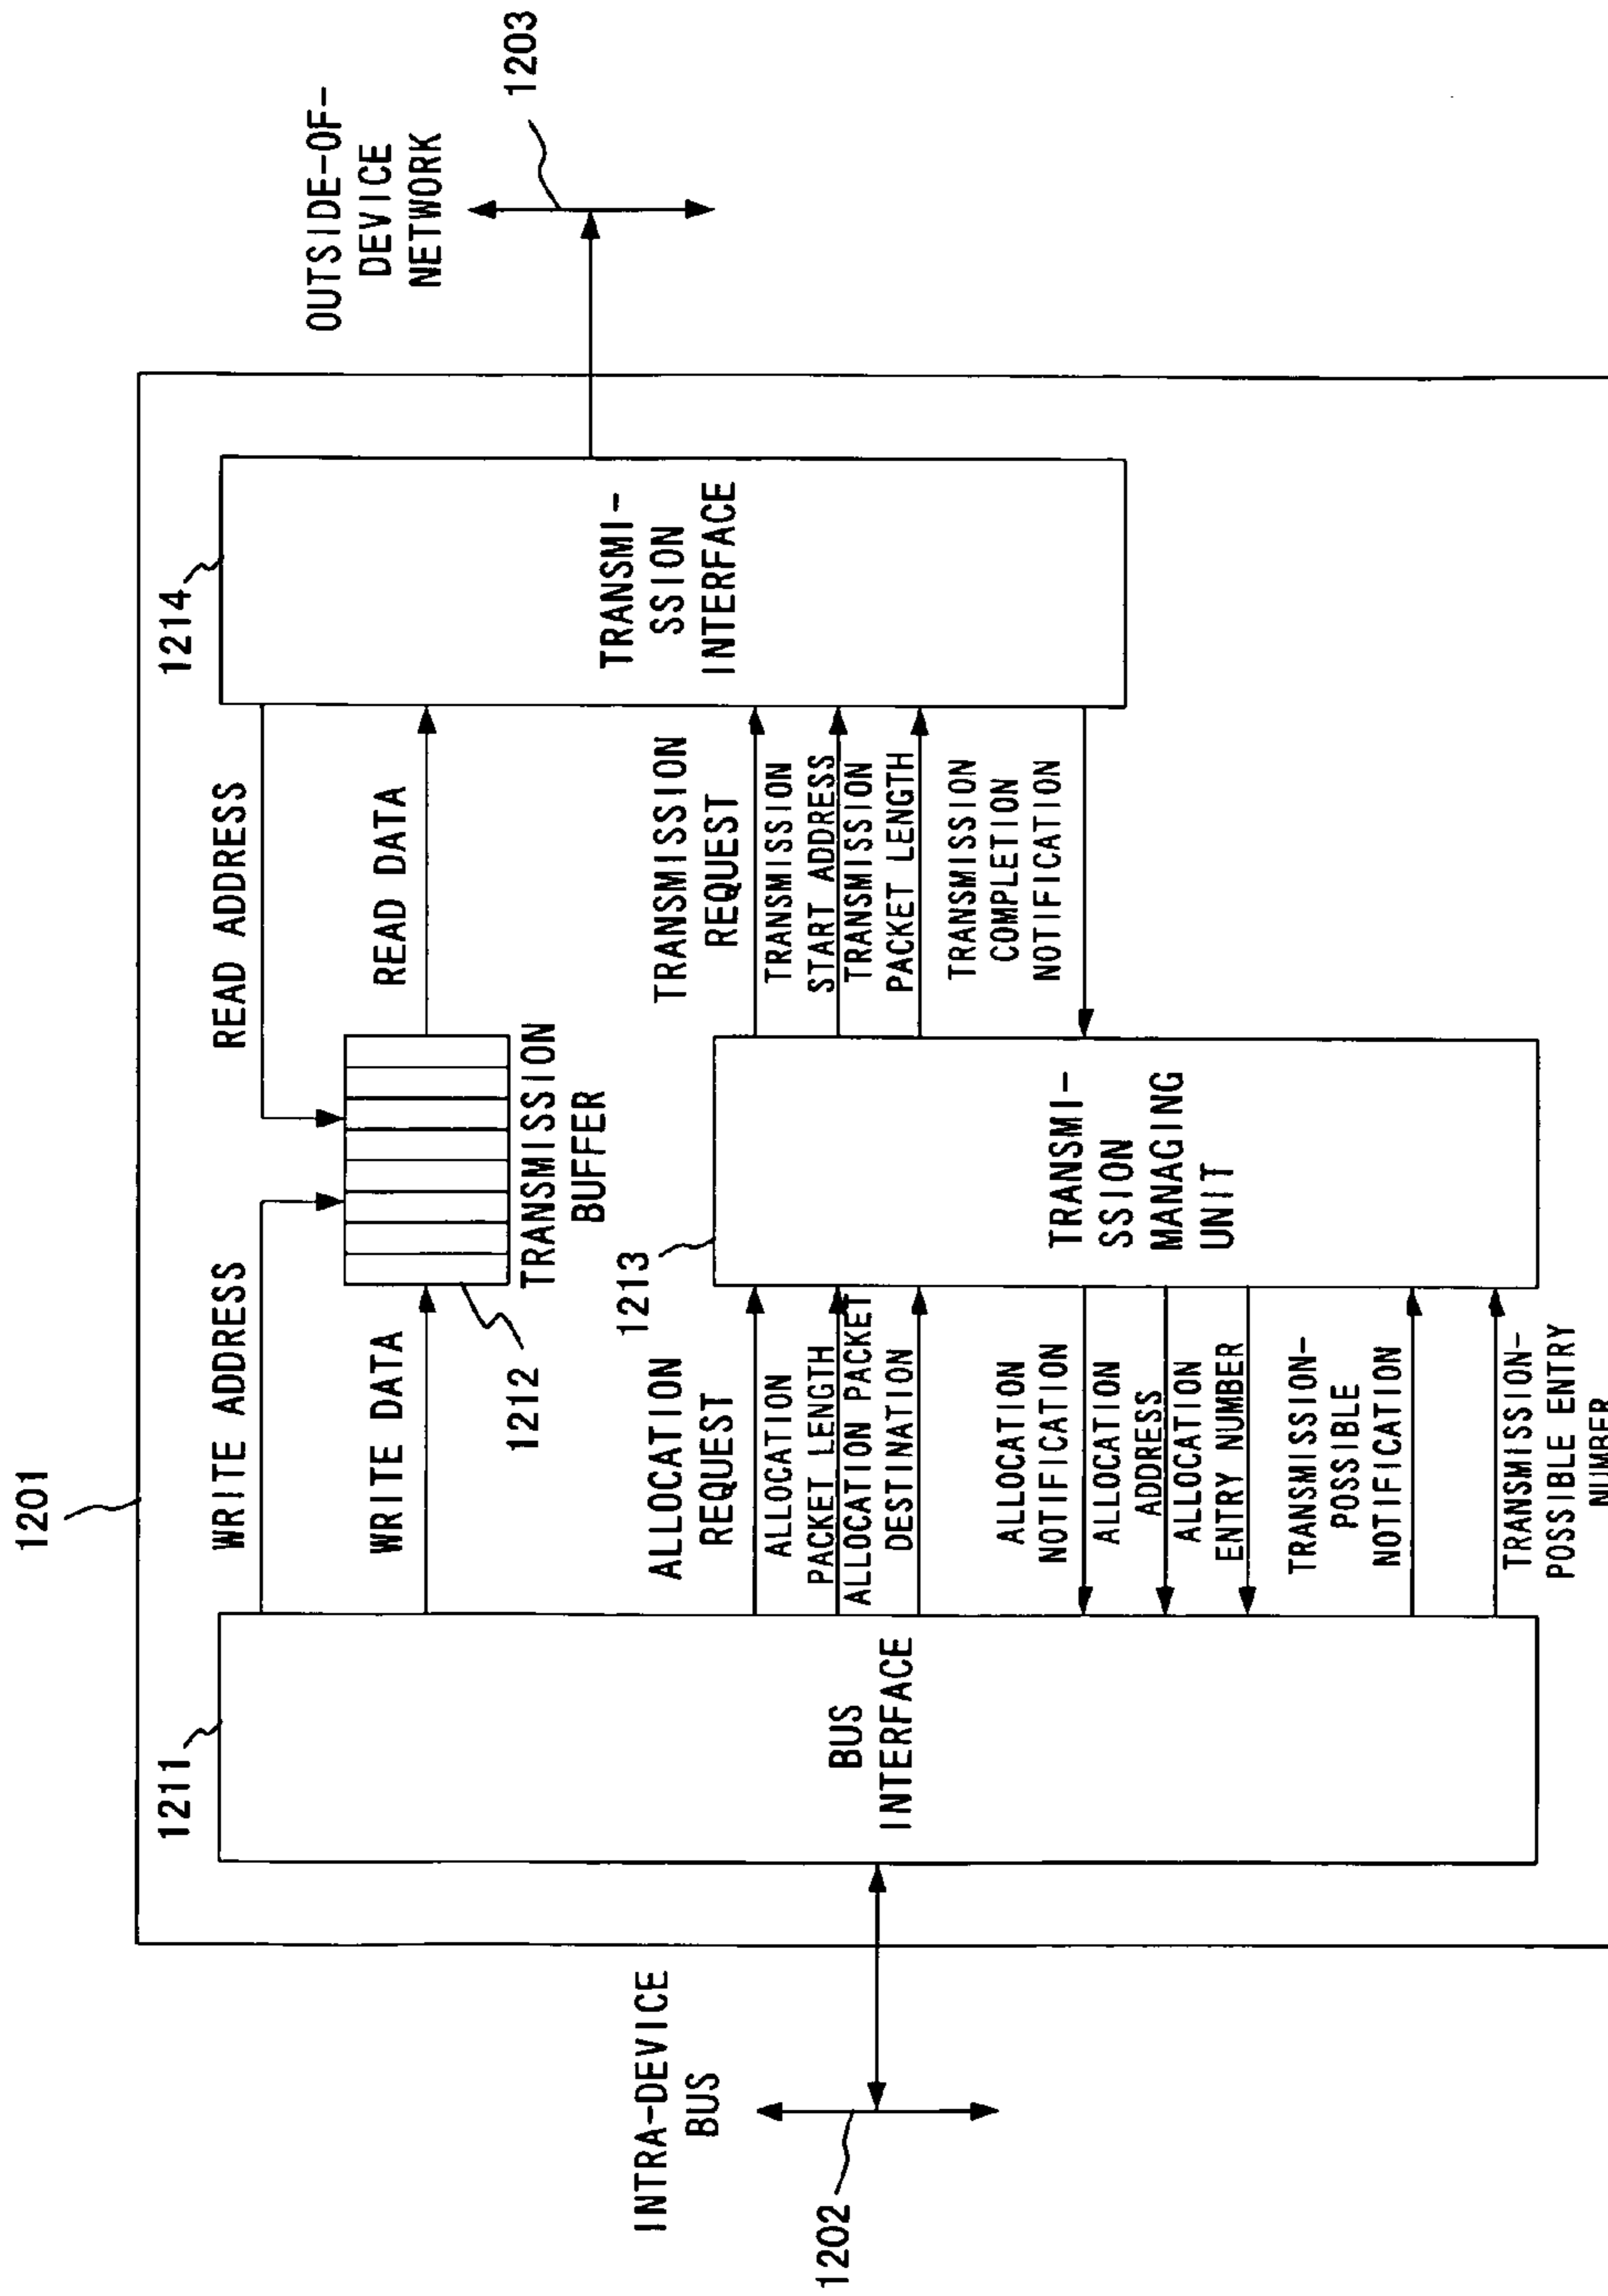 1201
1211
WRITE ADDRESS
READ ADDRESS
1214
WRITE DATA
READ DATA
1212
TRANSMISSION
BUFFER
OUTSIDE-OF-
DEVICE
NETWORK
1203
INTRA-DEVICE
BUS
1202
BUS
INTERFACE
1213
TRANSMI-
SSION
MANAGING
UNIT
TRANSMI-
SSION
INTERFACE
ALLOCATION
REQUEST
ALLOCATION
PACKET LENGTH
ALLOCATION PACKET
DESTINATION
ALLOCATION
NOTIFICATION
ALLOCATION
ADDRESS
ALLOCATION
ENTRY NUMBER
TRANSMISSION-
POSSIBLE
NOTIFICATION
TRANSMISSION-
POSSIBLE ENTRY
NUMBER
TRANSMISSION
REQUEST
TRANSMISSION
START ADDRESS
TRANSMISSION
PACKET LENGTH
TRANSMISSION
COMPLETION
NOTIFICATION